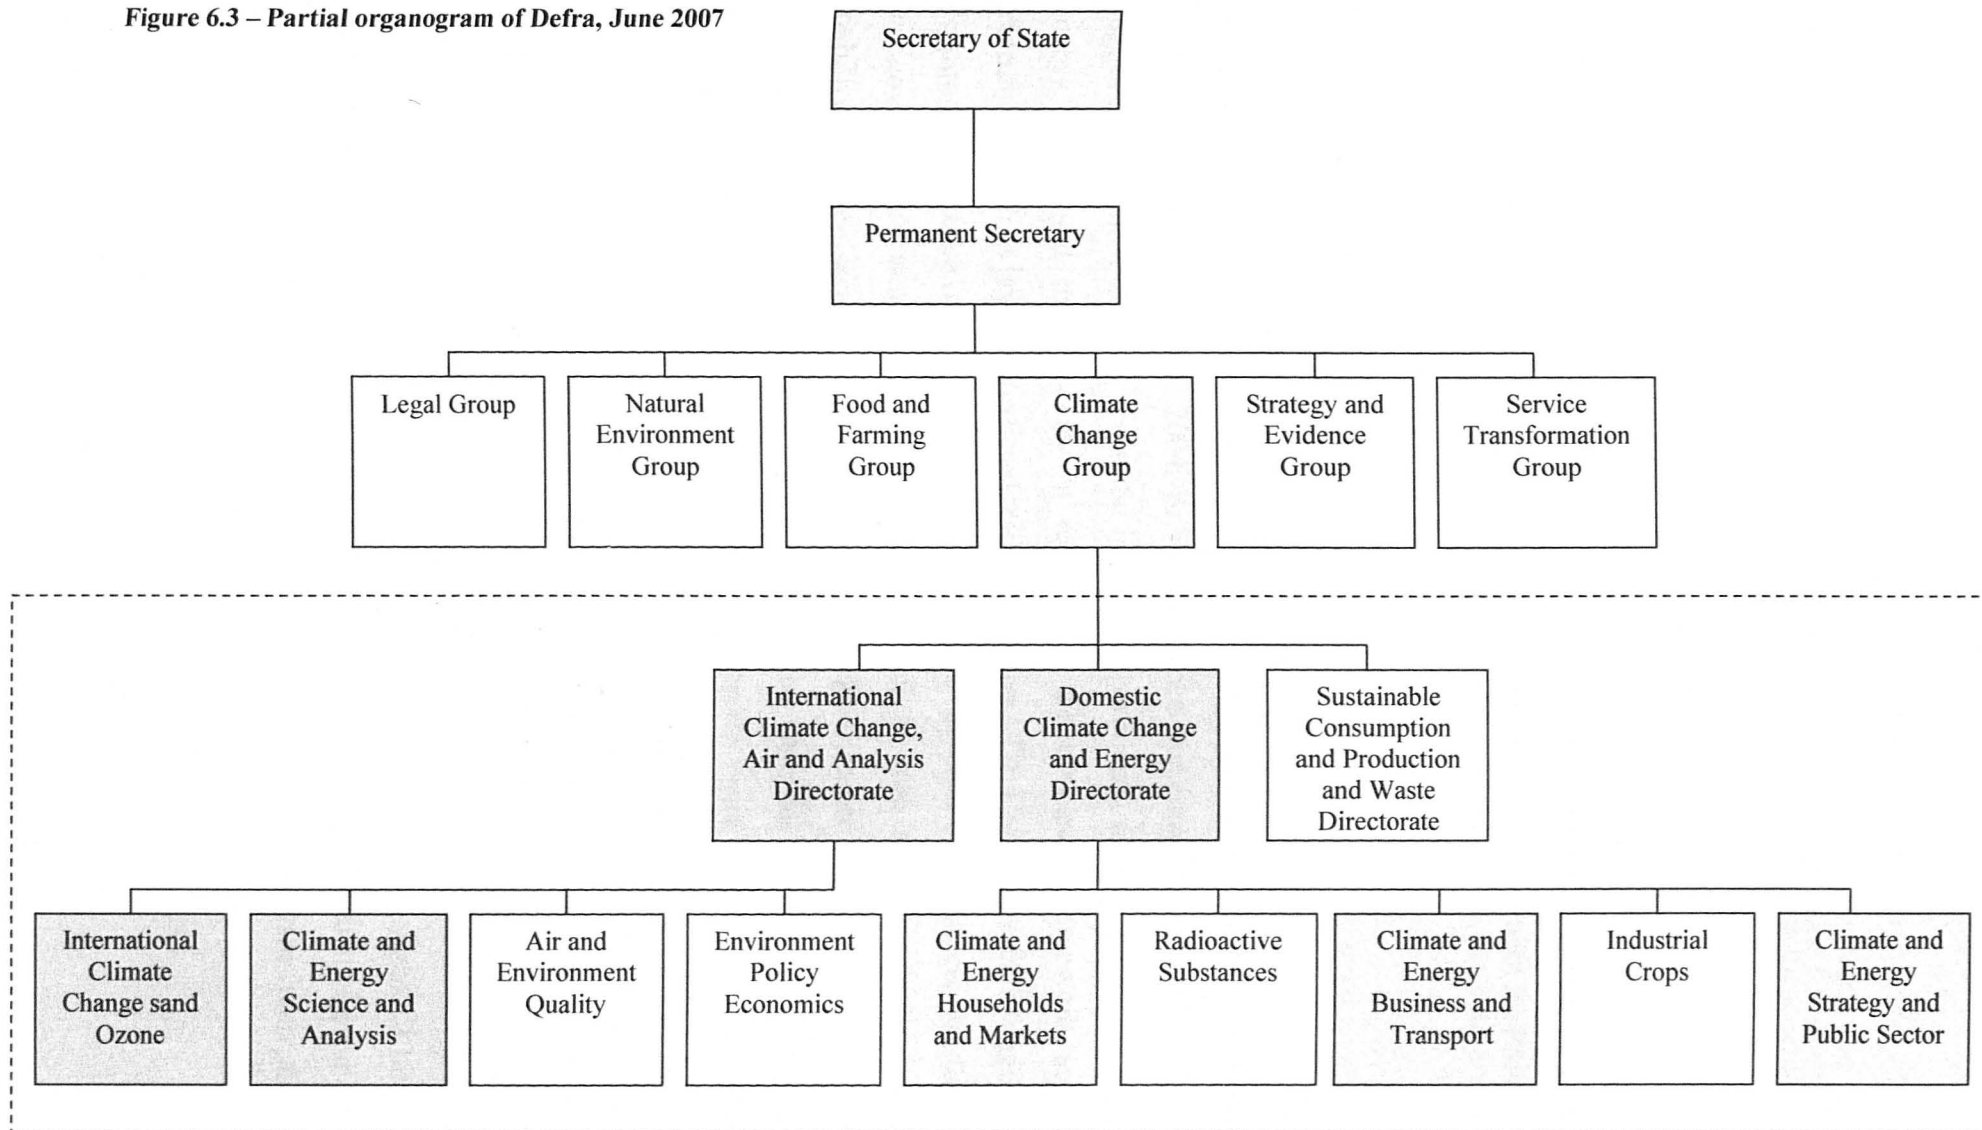 Figure 6.3 – Partial organogram of Defra, June 2007
Secretary of State
Permanent Secretary
Legal Group
Natural
Environment
Group
Food and
Farming
Group
Climate
Change
Group
Strategy and
Evidence
Group
Service
Transformation
Group
International
Climate Change,
Air and Analysis
Directorate
Domestic
Climate Change
and Energy
Directorate
Sustainable
Consumption
and Production
and Waste
Directorate
International
Climate
Change sand
Ozone
Climate and
Energy
Science and
Analysis
Air and
Environment
Quality
Environment
Policy
Economics
Climate and
Energy
Households
and Markets
Radioactive
Substances
Climate and
Energy
Business and
Transport
Industrial
Crops
Climate and
Energy
Strategy and
Public Sector